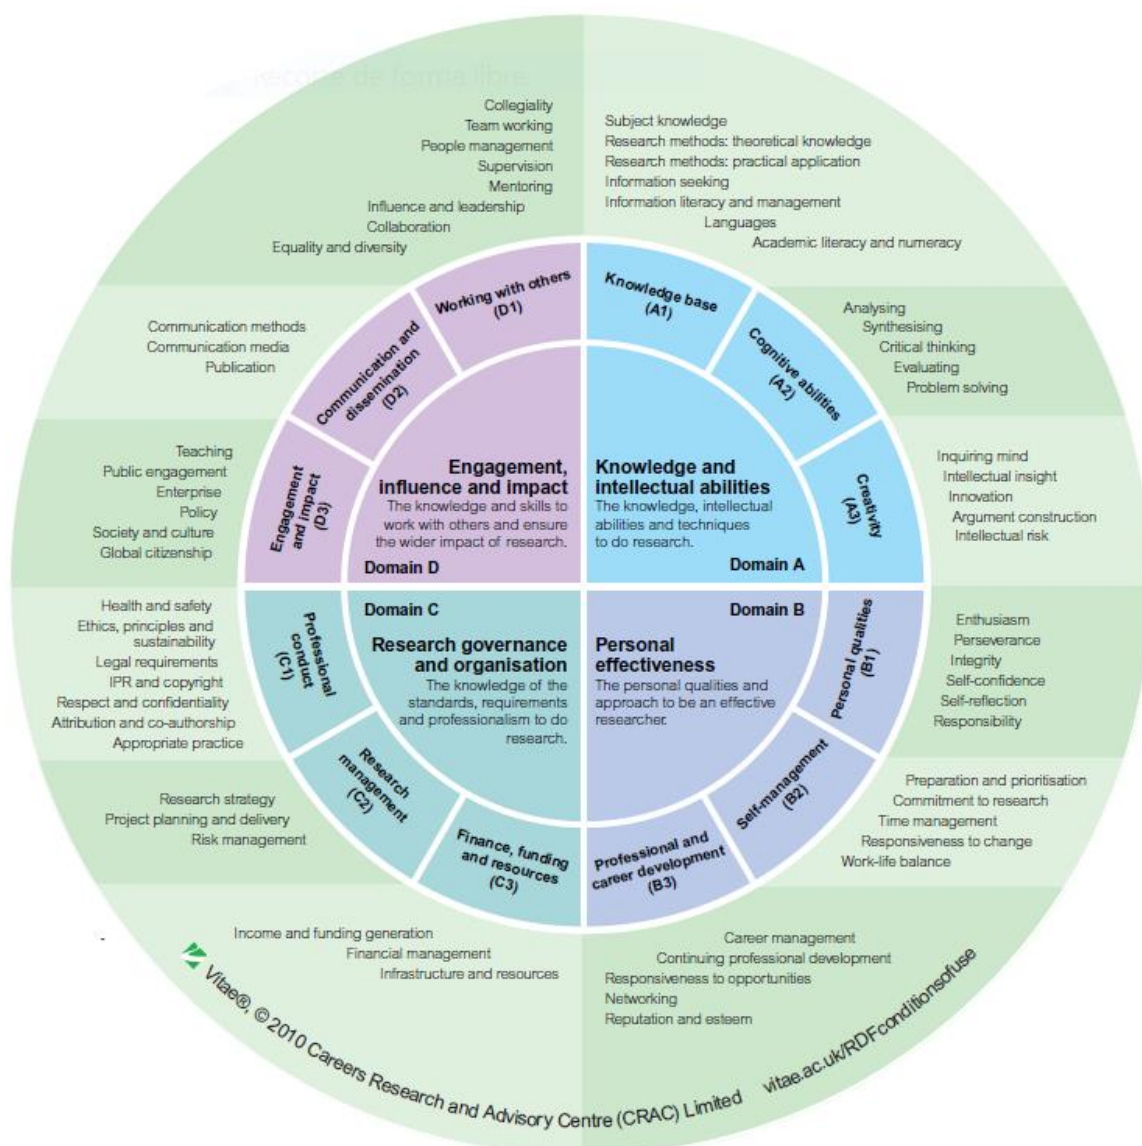 Recorte de forma libre
Collegiality
Team working
People management
Supervision
Mentoring
Influence and leadership
Collaboration
Equality and diversity
Subject knowledge
Research methods: theoretical knowledge
Research methods: practical application
Information seeking
Information literacy and management
Languages
Academic literacy and numeracy
Working with others
(D1)
Knowledge base
(A1)
Communication methods
Communication media
Publication
Communication and
dissemination
(D2)
Cognitive abilities
(A2)
Analysing
Synthesising
Critical thinking
Evaluating
Problem solving
Teaching
Public engagement
Enterprise
Policy
Society and culture
Global citizenship
Engagement
and impact
(D3)
Engagement,
influence and impact
The knowledge and skills to
work with others and ensure
the wider impact of research.
Domain D
Knowledge and
intellectual abilities
The knowledge, intellectual
abilities and techniques
to do research.
Domain A
Creativity
(A3)
Inquiring mind
Intellectual insight
Innovation
Argument construction
Intellectual risk
Health and safety
Ethics, principles and
sustainability
Legal requirements
IPR and copyright
Respect and confidentiality
Attribution and co-authorship
Appropriate practice
Professional
conduct
(C1)
Domain C
Research governance
and organisation
The knowledge of the
standards, requirements
and professionalism to do
research.
Domain B
Personal
effectiveness
The personal qualities and
approach to be an effective
researcher.
Personal qualities
(B1)
Enthusiasm
Perseverance
Integrity
Self-confidence
Self-reflection
Responsibility
Research strategy
Project planning and delivery
Risk management
Research
management
(C2)
Self-management
(B2)
Preparation and prioritisation
Commitment to research
Time management
Responsiveness to change
Work-life balance
Finance, funding
and resources
(C3)
Professional and
career development
(B3)
Income and funding generation
Financial management
Infrastructure and resources
Career management
Continuing professional development
Responsiveness to opportunities
Networking
Reputation and esteem
Vitae®, © 2010 Careers Research and Advisory Centre (CRAC) Limited vitae.ac.uk/RDFconditionsofuse